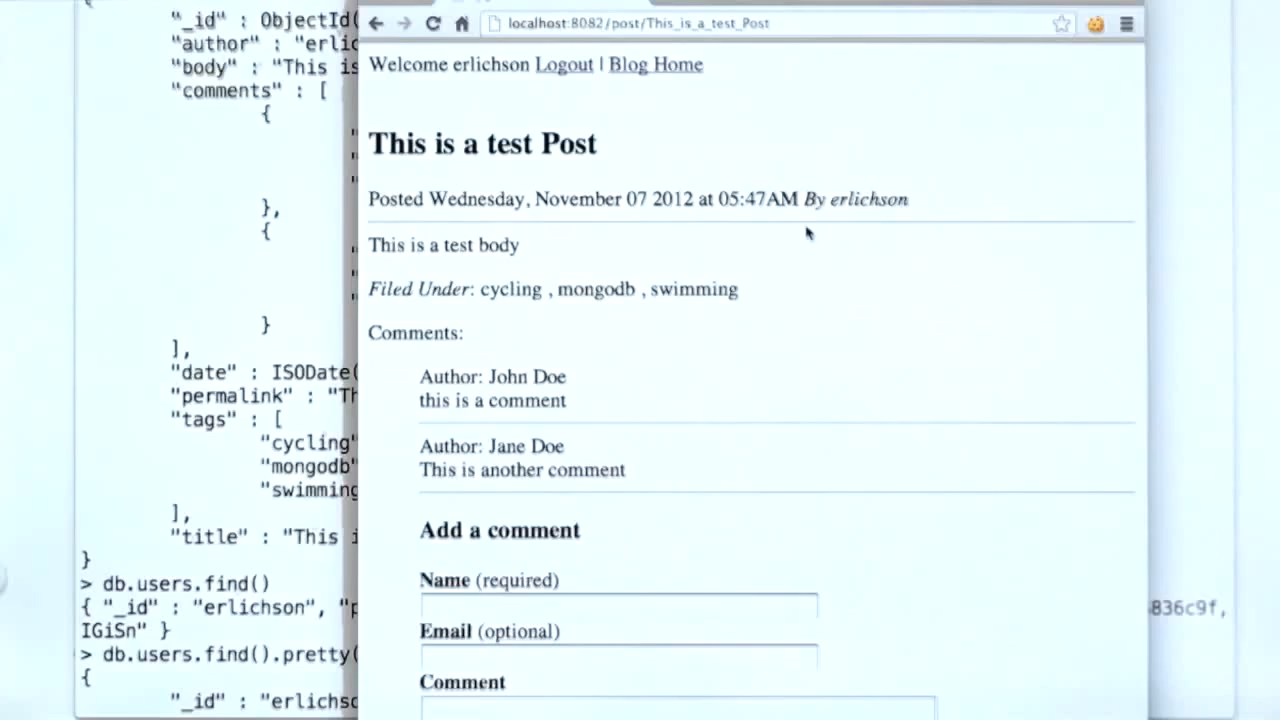 "_id" : ObjectId(
"author" : "erlic
"body" : "This is
"comments" : [
{
"
"
"
},
{
"
"
"
}
],
"date" : ISODate(
"permalink" : "Th
"tags" : [
"cycling"
"mongodb"
"swimming
],
"title" : "This i
}
> db.users.find()
{ "_id" : "erlichson", "p
836c9f,
IGiSn" }
> db.users.find().pretty(
{
"_id" : "erlichso
localhost:8082/post/This_is_a_test_Post
Welcome erlichson Logout | Blog Home
This is a test Post
Posted Wednesday, November 07 2012 at 05:47AM By erlichson
This is a test body
Filed Under: cycling , mongodb , swimming
Comments:
Author: John Doe
this is a comment
Author: Jane Doe
This is another comment
Add a comment
Name (required)
Email (optional)
Comment